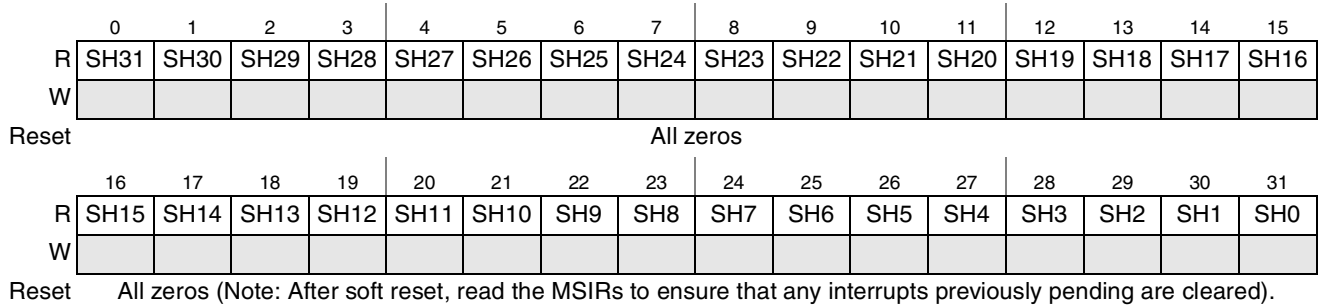 0 1 2 3 4 5 6 7 8 9 10 11 12 13 14 15
R SH31 SH30 SH29 SH28 SH27 SH26 SH25 SH24 SH23 SH22 SH21 SH20 SH19 SH18 SH17 SH16
W
Reset All zeros
16 17 18 19 20 21 22 23 24 25 26 27 28 29 30 31
R SH15 SH14 SH13 SH12 SH11 SH10 SH9 SH8 SH7 SH6 SH5 SH4 SH3 SH2 SH1 SH0
W
Reset All zeros (Note: After soft reset, read the MSIRs to ensure that any interrupts previously pending are cleared).